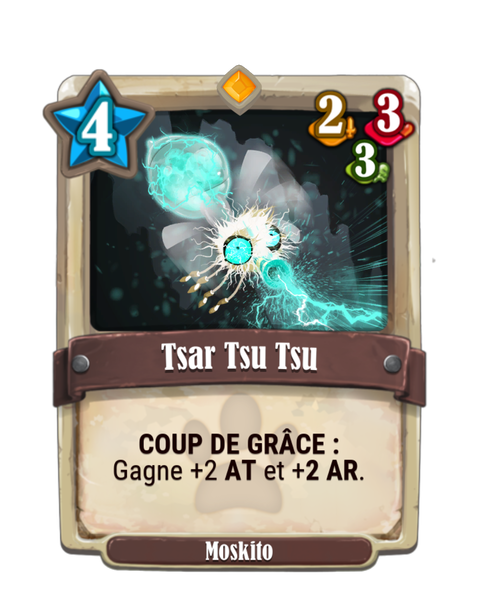 4
2
3
3
Tsar Tsu Tsu
COUP DE GRÂCE :
Gagne +2 AT et +2 AR.
Moskito